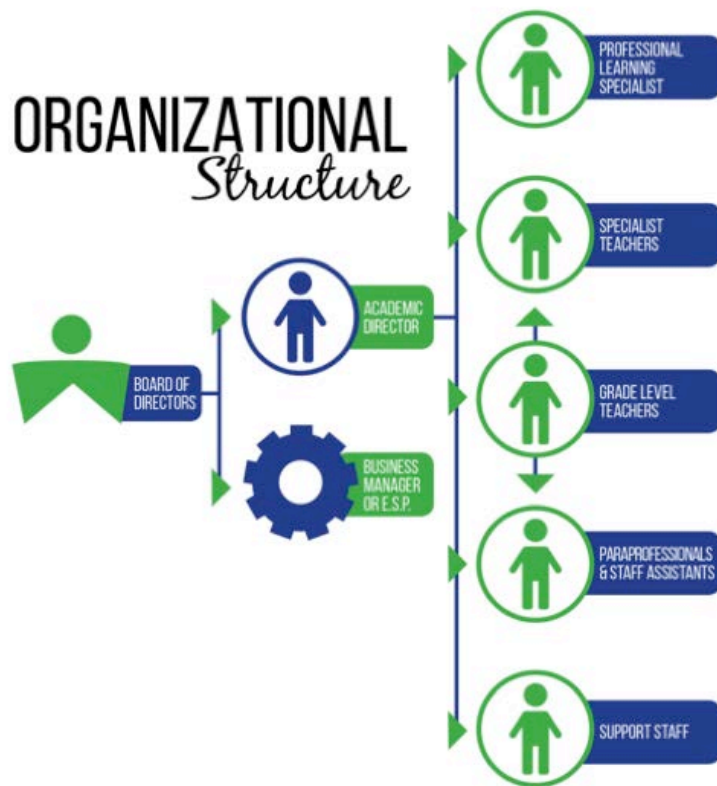 ORGANIZATIONAL
Structure
PROFESSIONAL
LEARNING
SPECIALIST
SPECIALIST
TEACHERS
ACADEMIC
DIRECTOR
BOARD OF
DIRECTORS
GRADE LEVEL
TEACHERS
BUSINESS
MANAGER
OR E.S.P.
PARAPROFESSIONALS
& STAFF ASSISTANTS
SUPPORT STAFF